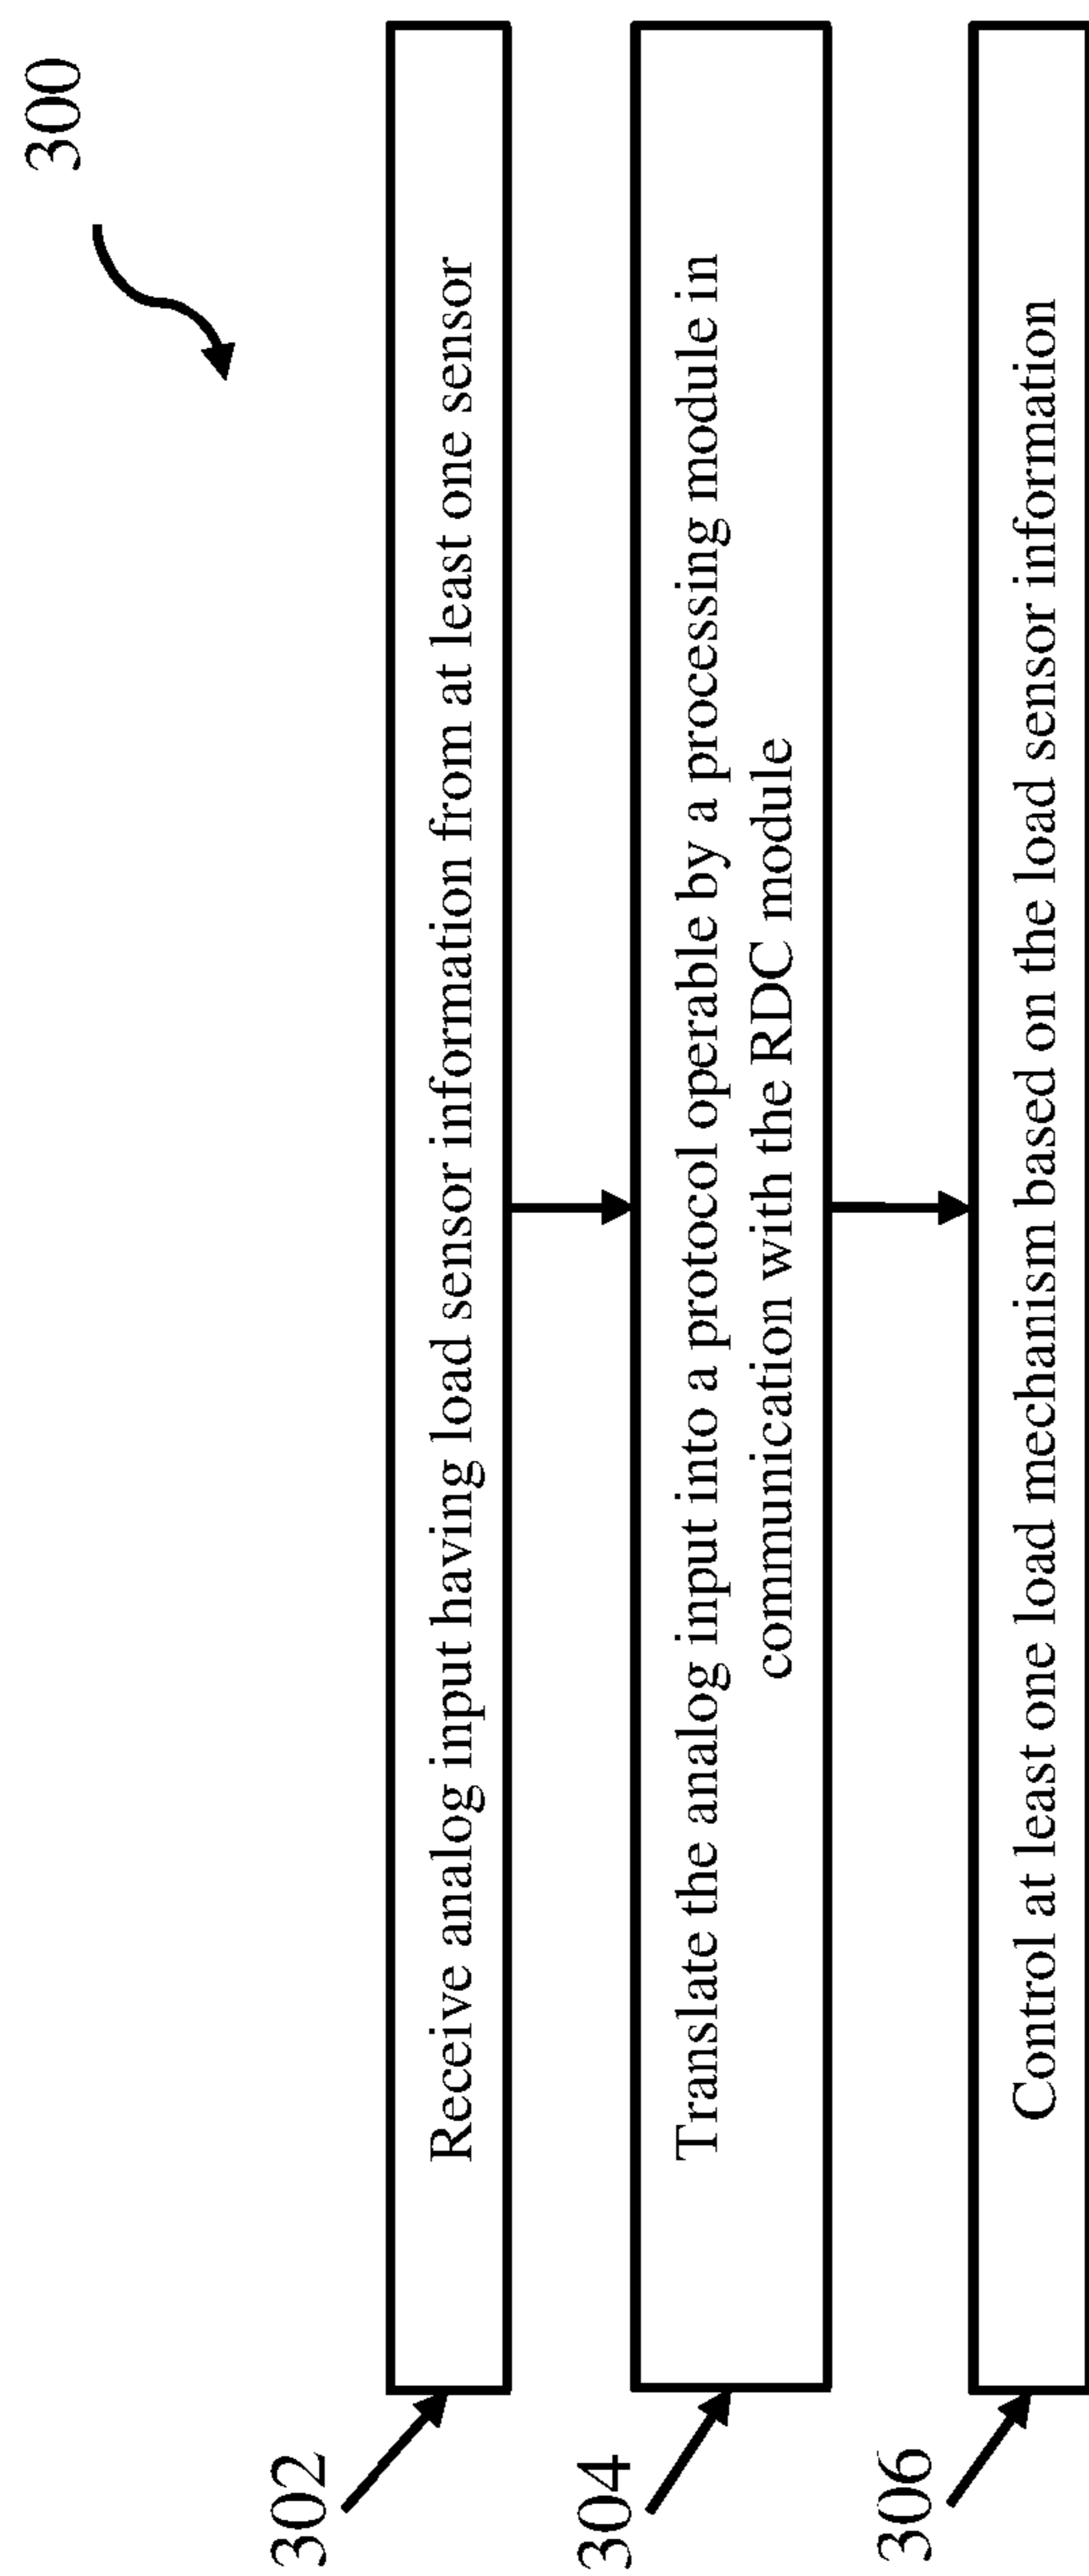 300
302
Receive analog input having load sensor information from at least one sensor
304
Translate the analog input into a protocol operable by a processing module in
communication with the RDC module
306
Control at least one load mechanism based on the load sensor information